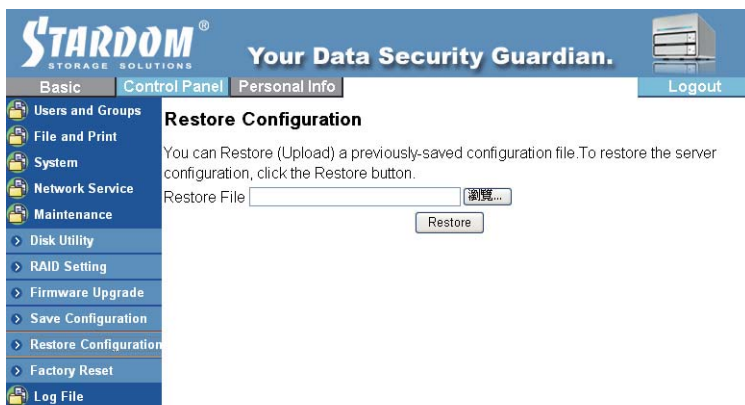 STARDOM®
STORAGE SOLUTIONS
Your Data Security Guardian.
Basic
Control Panel
Personal Info
Logout
Users and Groups
File and Print
System
Network Service
Maintenance
Disk Utility
RAID Setting
Firmware Upgrade
Save Configuration
Restore Configuration
Factory Reset
Log File
Restore Configuration
You can Restore (Upload) a previously-saved configuration file.To restore the server
configuration, click the Restore button.
Restore File
瀏覽...
Restore